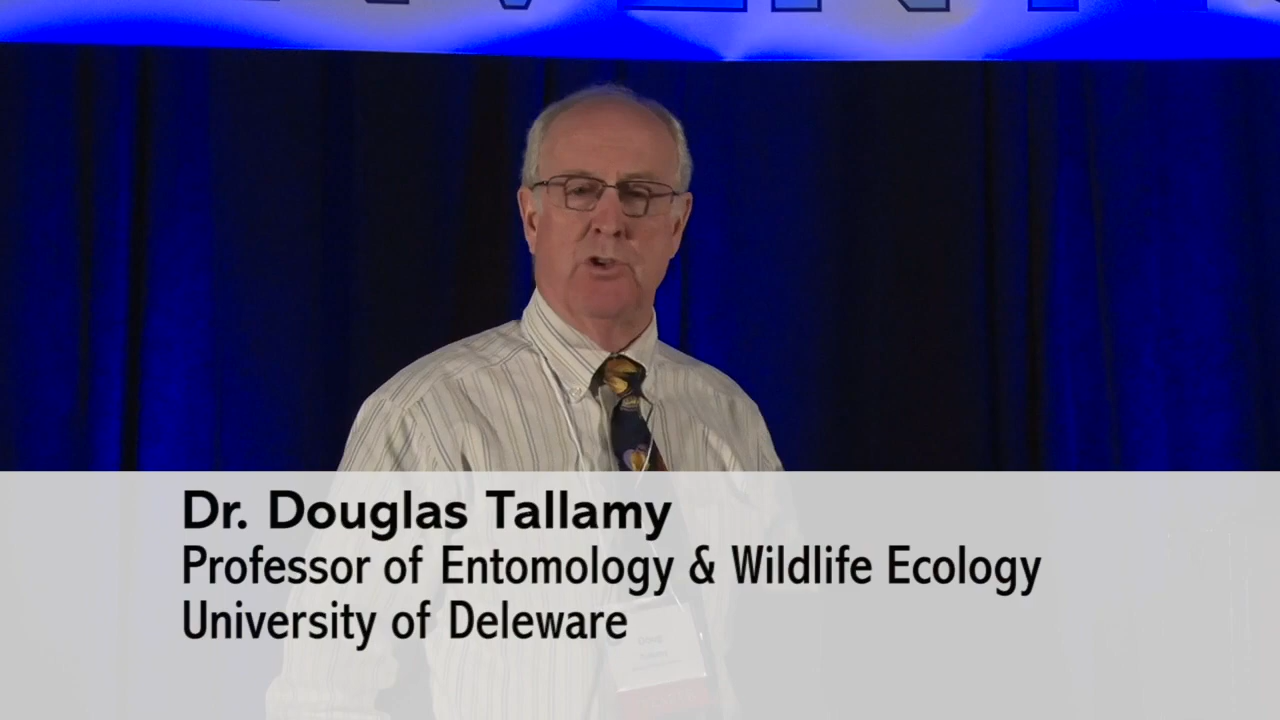 Dr. Douglas Tallamy
Professor of Entomology & Wildlife Ecology
University of Deleware